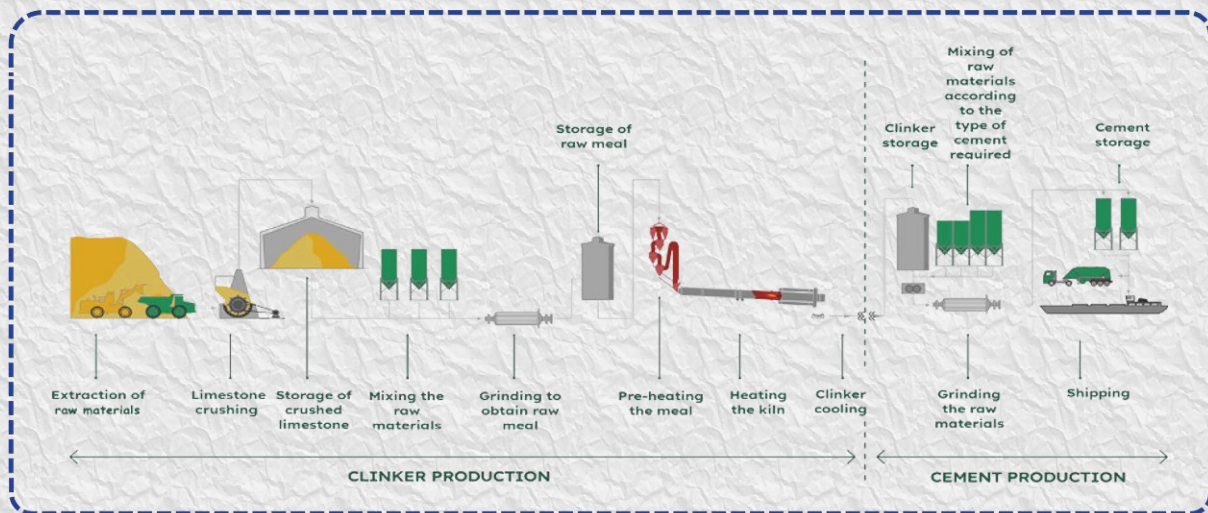 Mixing of
raw
materials
according
to the
type of
cement
required
Storage of
raw meal
Clinker
storage
Cement
storage
Extraction of
raw materials
Limestone
crushing
Storage of
crushed
limestone
Mixing the
raw
materials
Grinding to
obtain raw
meal
Pre-heating
the meal
Heating
the kiln
Clinker
cooling
Grinding
the raw
materials
Shipping
CLINKER PRODUCTION
CEMENT PRODUCTION